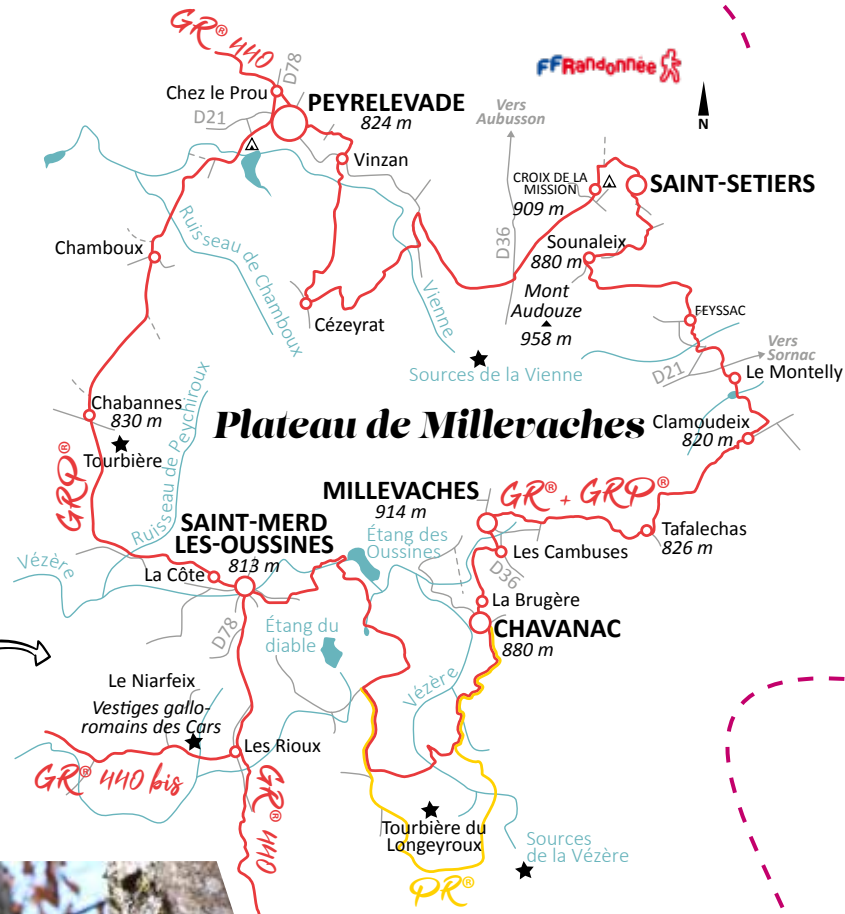 GR® 440
D78
FFRandonnée
Chez le Prou
PEYRELEVADE
824 m
D21
Vers
Aubusson
N
Vinzan
CROIX DE LA
MISSION
909 m
SAINT-SETIERS
Ruisseau de Chamboux
Chamboux
D36
Sounaleix
880 m
Vienne
Mont
Audouze
958 m
Cézeyrat
FEYSSAC
Vers
Sornac
Sources de la Vienne
D21
Le Montelly
Chabannes
830 m
Plateau de Millevaches
Clamoudeix
820 m
Tourbière
Ruisseau de Peychiroux
GRP®
MILLEVACHES
914 m
GR® + GRP®
SAINT-MERD
LES-OUSSINES
813 m
Étang des
Oussines
Tafalechas
826 m
Les Cambuses
Vézère
La Côte
D36
La Brugère
D78
Étang du
diable
CHAVANAC
880 m
Le Niarfeix
Vézère
Vestiges gallo-
romains des Cars
Les Rioux
GR® 440 bis
GR® 440
Tourbière du
Longeyroux
Sources
de la Vézère
PR®